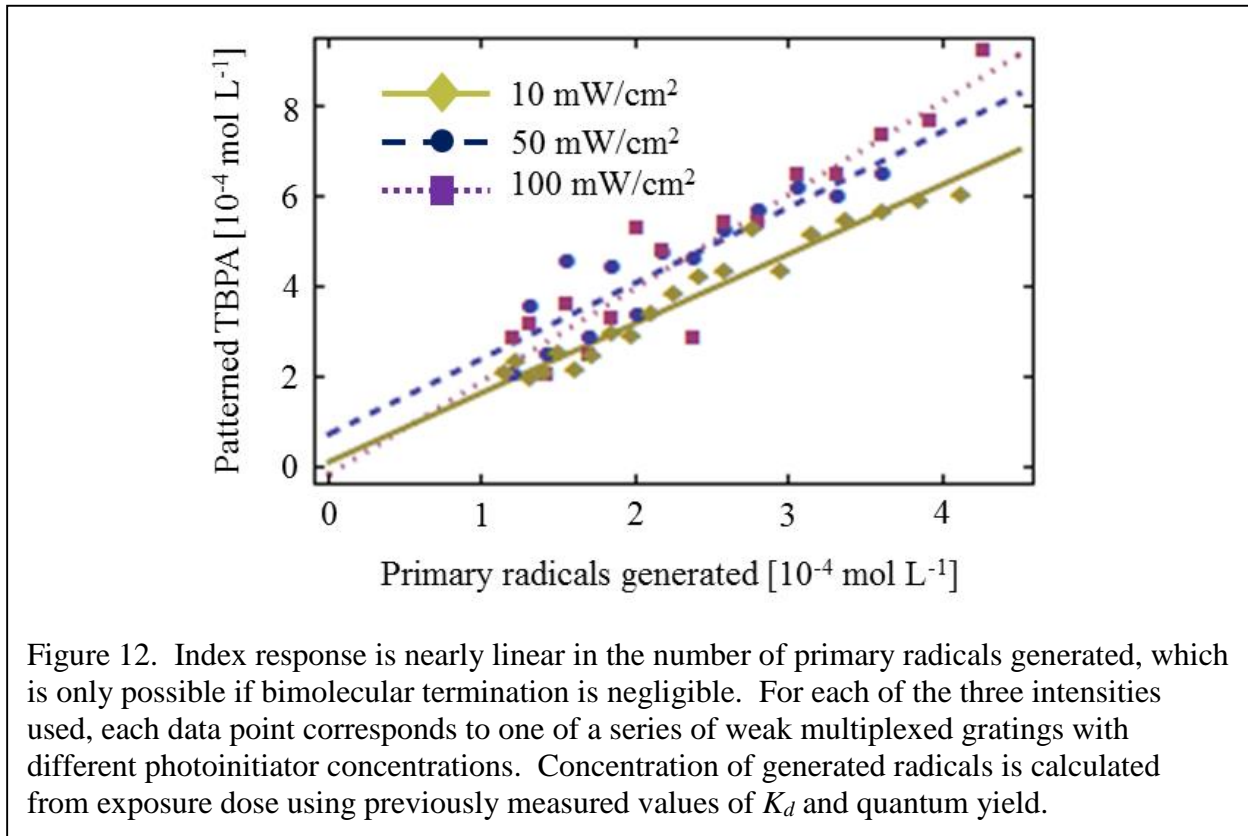 Patterned TBPA [10⁻⁴ mol L⁻¹]
8
6
4
2
0
10 mW/cm²
50 mW/cm²
100 mW/cm²
0 1 2 3 4
Primary radicals generated [10⁻⁴ mol L⁻¹]
Figure 12. Index response is nearly linear in the number of primary radicals generated, which
is only possible if bimolecular termination is negligible. For each of the three intensities
used, each data point corresponds to one of a series of weak multiplexed gratings with
different photoinitiator concentrations. Concentration of generated radicals is calculated
from exposure dose using previously measured values of K_d and quantum yield.